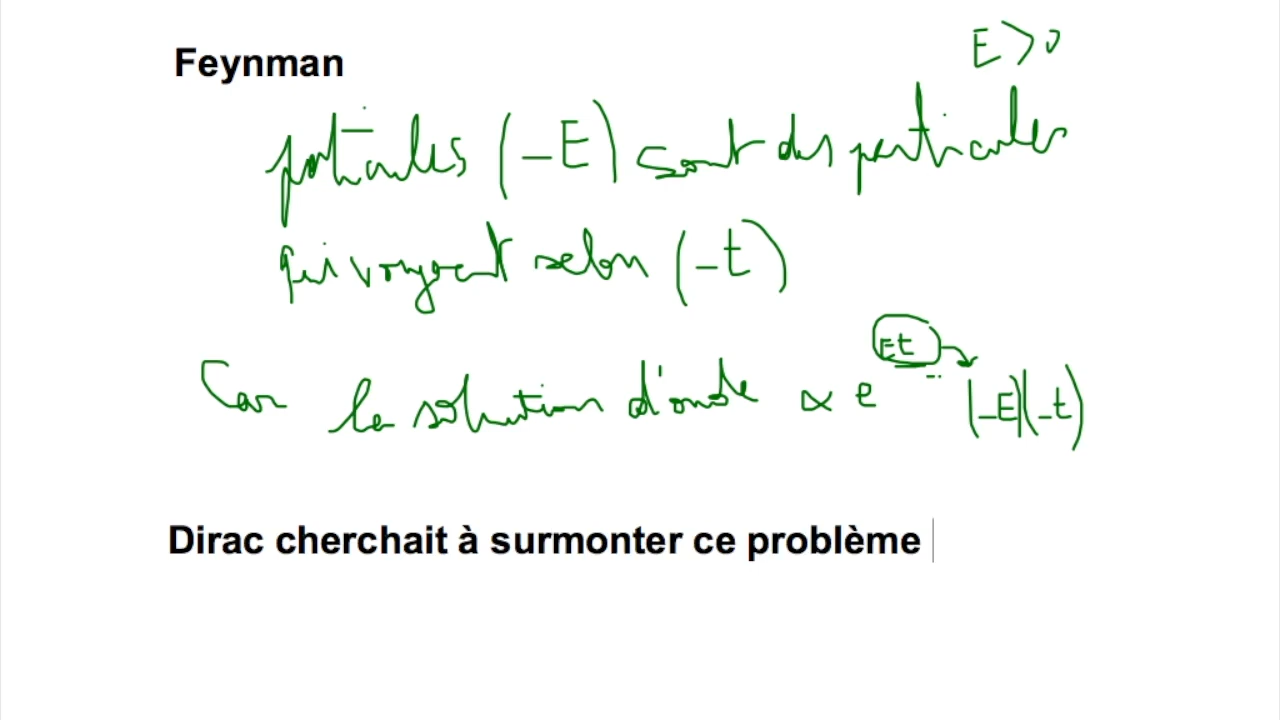 Feynman
E>0
particules (-E) sont des particules
qui voyagent selon (-t)
Car la solution d'onde ∝ e^Et → (-E)(-t)
Dirac cherchait à surmonter ce problème